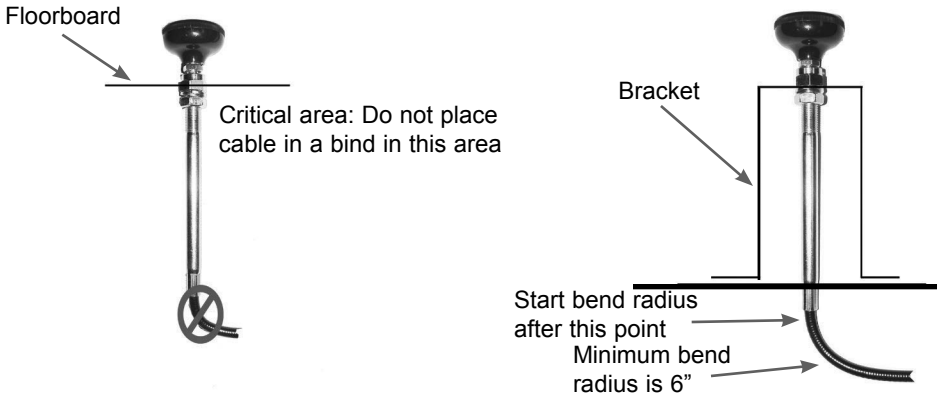 Floorboard
Critical area: Do not place
cable in a bind in this area
Bracket
Start bend radius
after this point
Minimum bend
radius is 6”